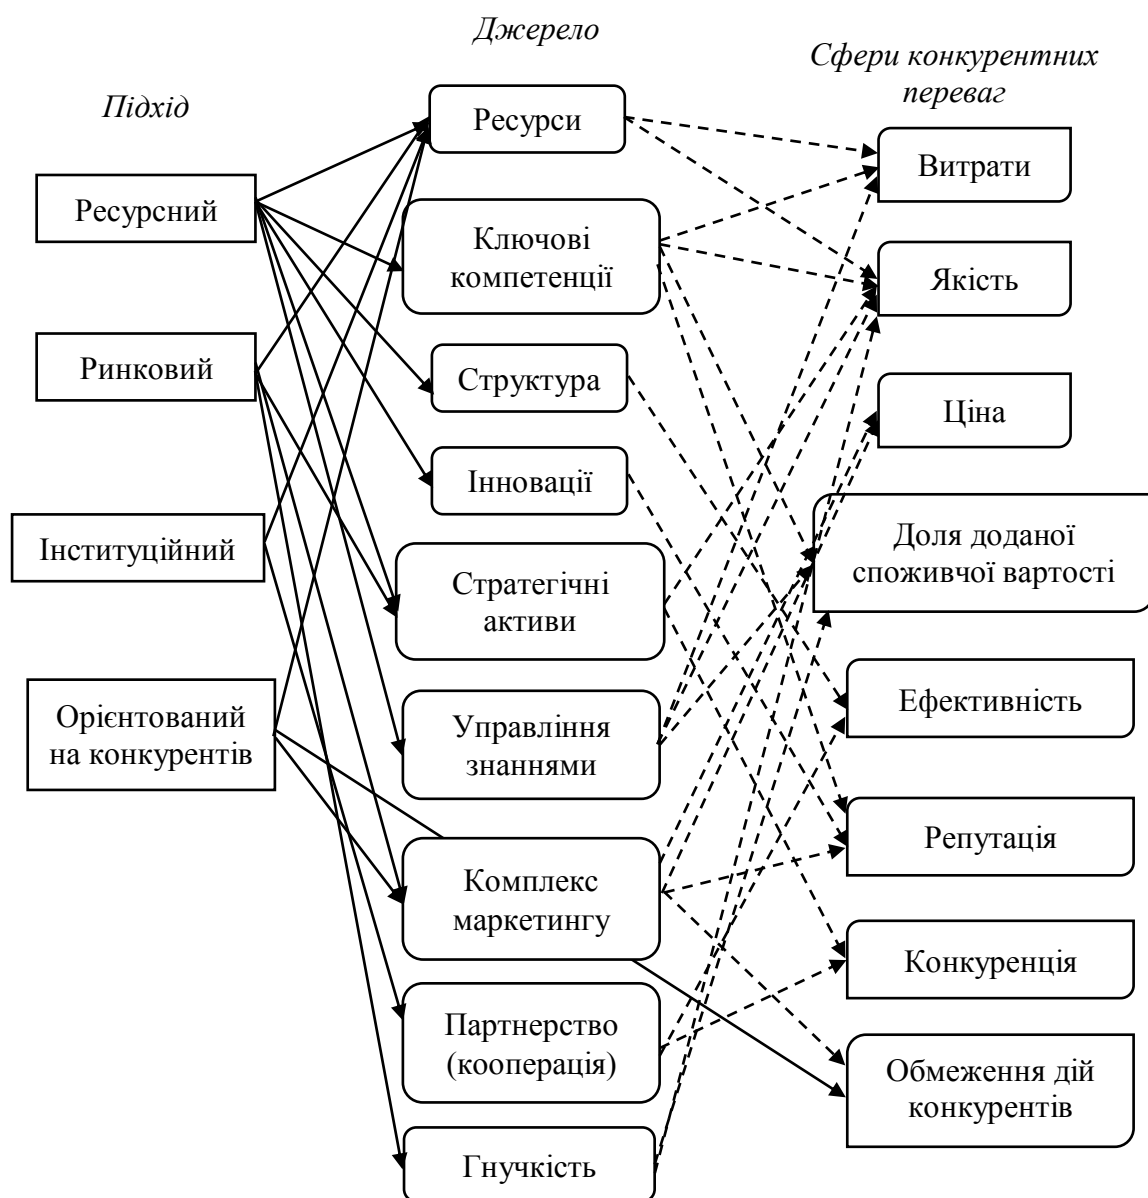 Джерело
Сфери конкурентних
переваг
Підхід
Ресурсний
Ринковий
Інституційний
Орієнтований
на конкурентів
Ресурси
Ключові
компетенції
Структура
Інновації
Стратегічні
активи
Управління
знаннями
Комплекс
маркетингу
Партнерство
(кооперація)
Гнучкість
Витрати
Якість
Ціна
Доля доданої
споживчої вартості
Ефективність
Репутація
Конкуренція
Обмеження дій
конкурентів